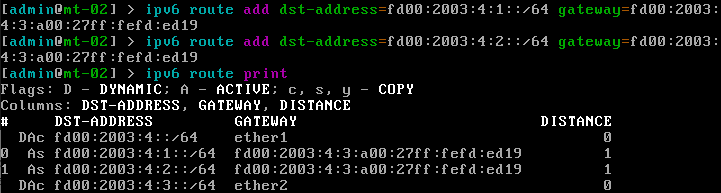 [admin@mt-02] > ipv6 route add dst-address=fd00:2003:4:1::/64 gateway=fd00:2003:
4:3:a00:27ff:fefd:ed19
[admin@mt-02] > ipv6 route add dst-address=fd00:2003:4:2::/64 gateway=fd00:2003:
4:3:a00:27ff:fefd:ed19
[admin@mt-02] > ipv6 route print
Flags: D - DYNAMIC; A - ACTIVE; c, s, y - COPY
Columns: DST-ADDRESS, GATEWAY, DISTANCE
#     DST-ADDRESS          GATEWAY                          DISTANCE
  DAc fd00:2003:4::/64     ether1                                  0
0  As fd00:2003:4:1::/64   fd00:2003:4:3:a00:27ff:fefd:ed19        1
1  As fd00:2003:4:2::/64   fd00:2003:4:3:a00:27ff:fefd:ed19        1
  DAc fd00:2003:4:3::/64   ether2                                  0